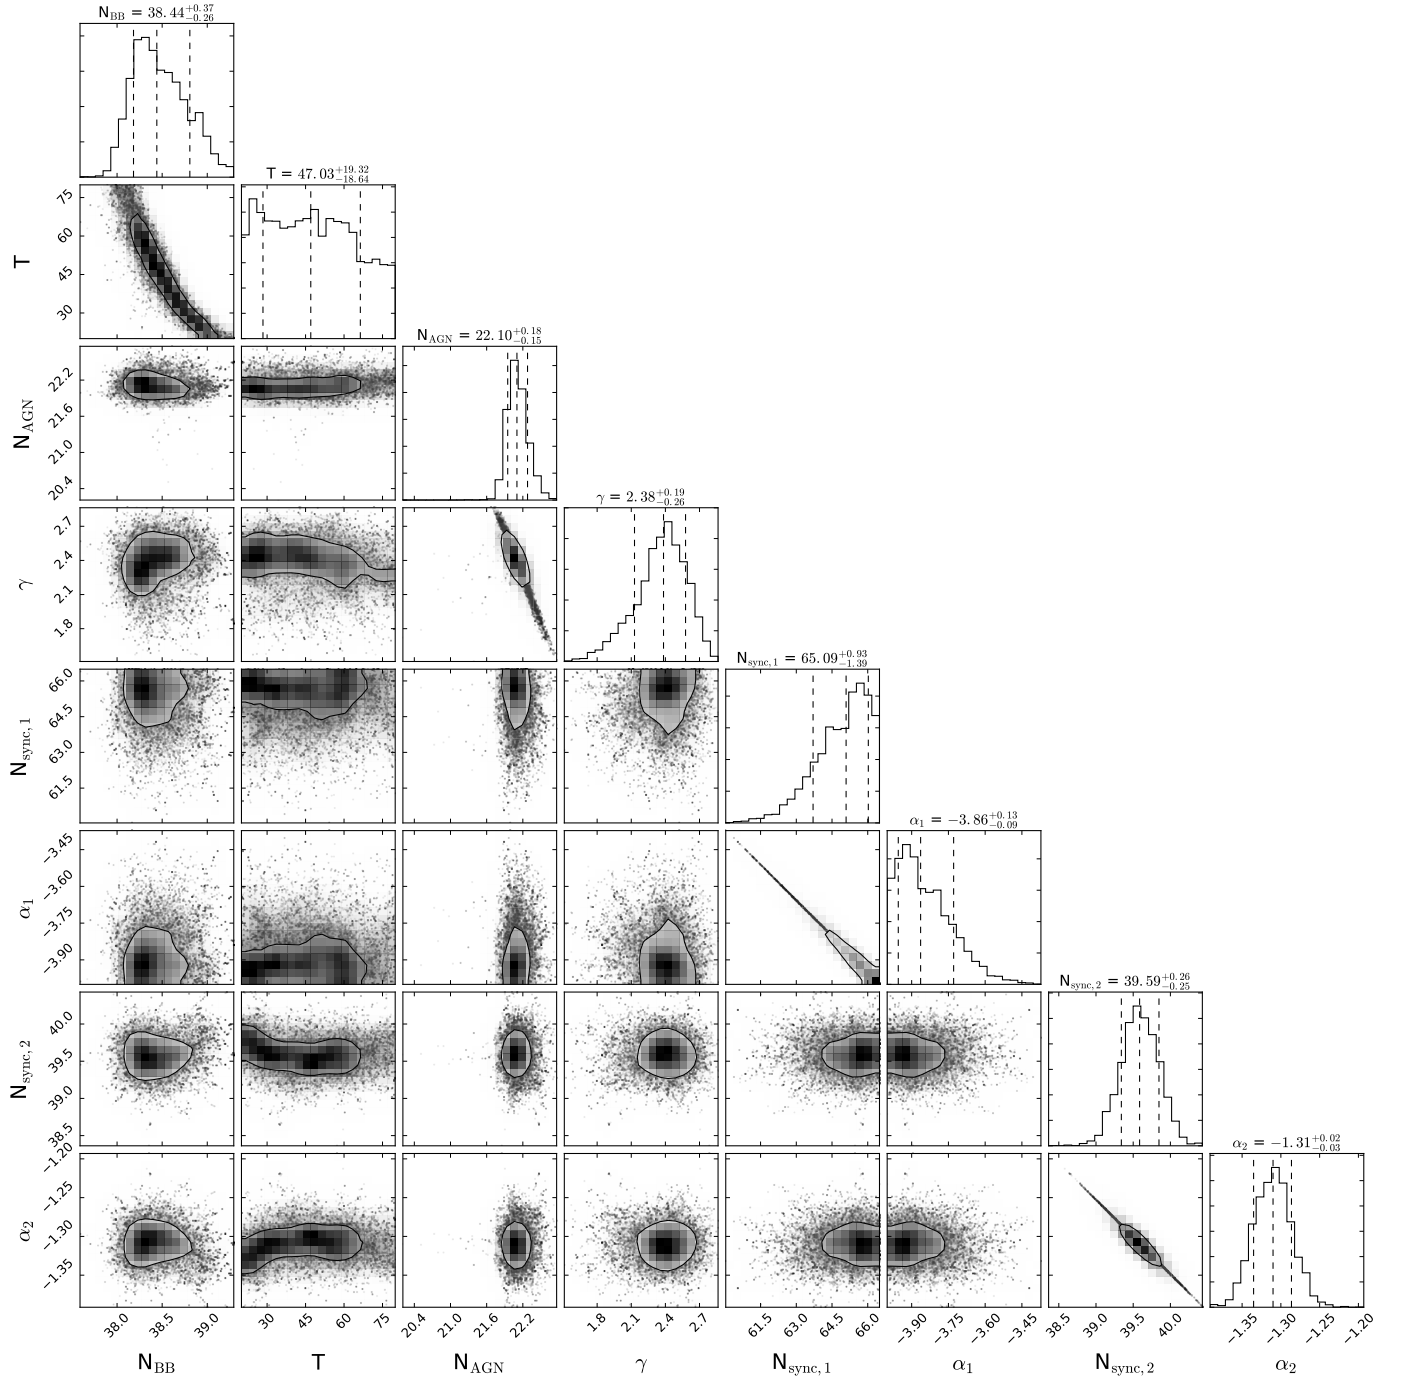 N_BB = 38.44^{+0.37}_{-0.26}
T = 47.03^{+19.32}_{-18.64}
75
60
45
30
T
N_AGN = 22.10^{+0.18}_{-0.15}
22.2
21.6
21.0
20.4
N_AGN
γ = 2.38^{+0.19}_{-0.26}
2.7
2.4
2.1
1.8
γ
N_sync,1 = 65.09^{+0.93}_{-1.39}
66.0
64.5
63.0
61.5
N_sync,1
α_1 = −3.86^{+0.13}_{-0.09}
−3.45
−3.60
−3.75
−3.90
α_1
N_sync,2 = 39.59^{+0.26}_{-0.25}
40.0
39.5
39.0
38.5
N_sync,2
α_2 = −1.31^{+0.02}_{-0.03}
−1.20
−1.25
−1.30
−1.35
α_2
38.0 38.5 39.0 30 45 60 75 20.4 21.0 21.6 22.2 1.8 2.1 2.4 2.7 61.5 63.0 64.5 66.0 −3.90 −3.75 −3.60 −3.45 38.5 39.0 39.5 40.0 −1.35 −1.30 −1.25 −1.20
N_BB T N_AGN γ N_sync,1 α_1 N_sync,2 α_2